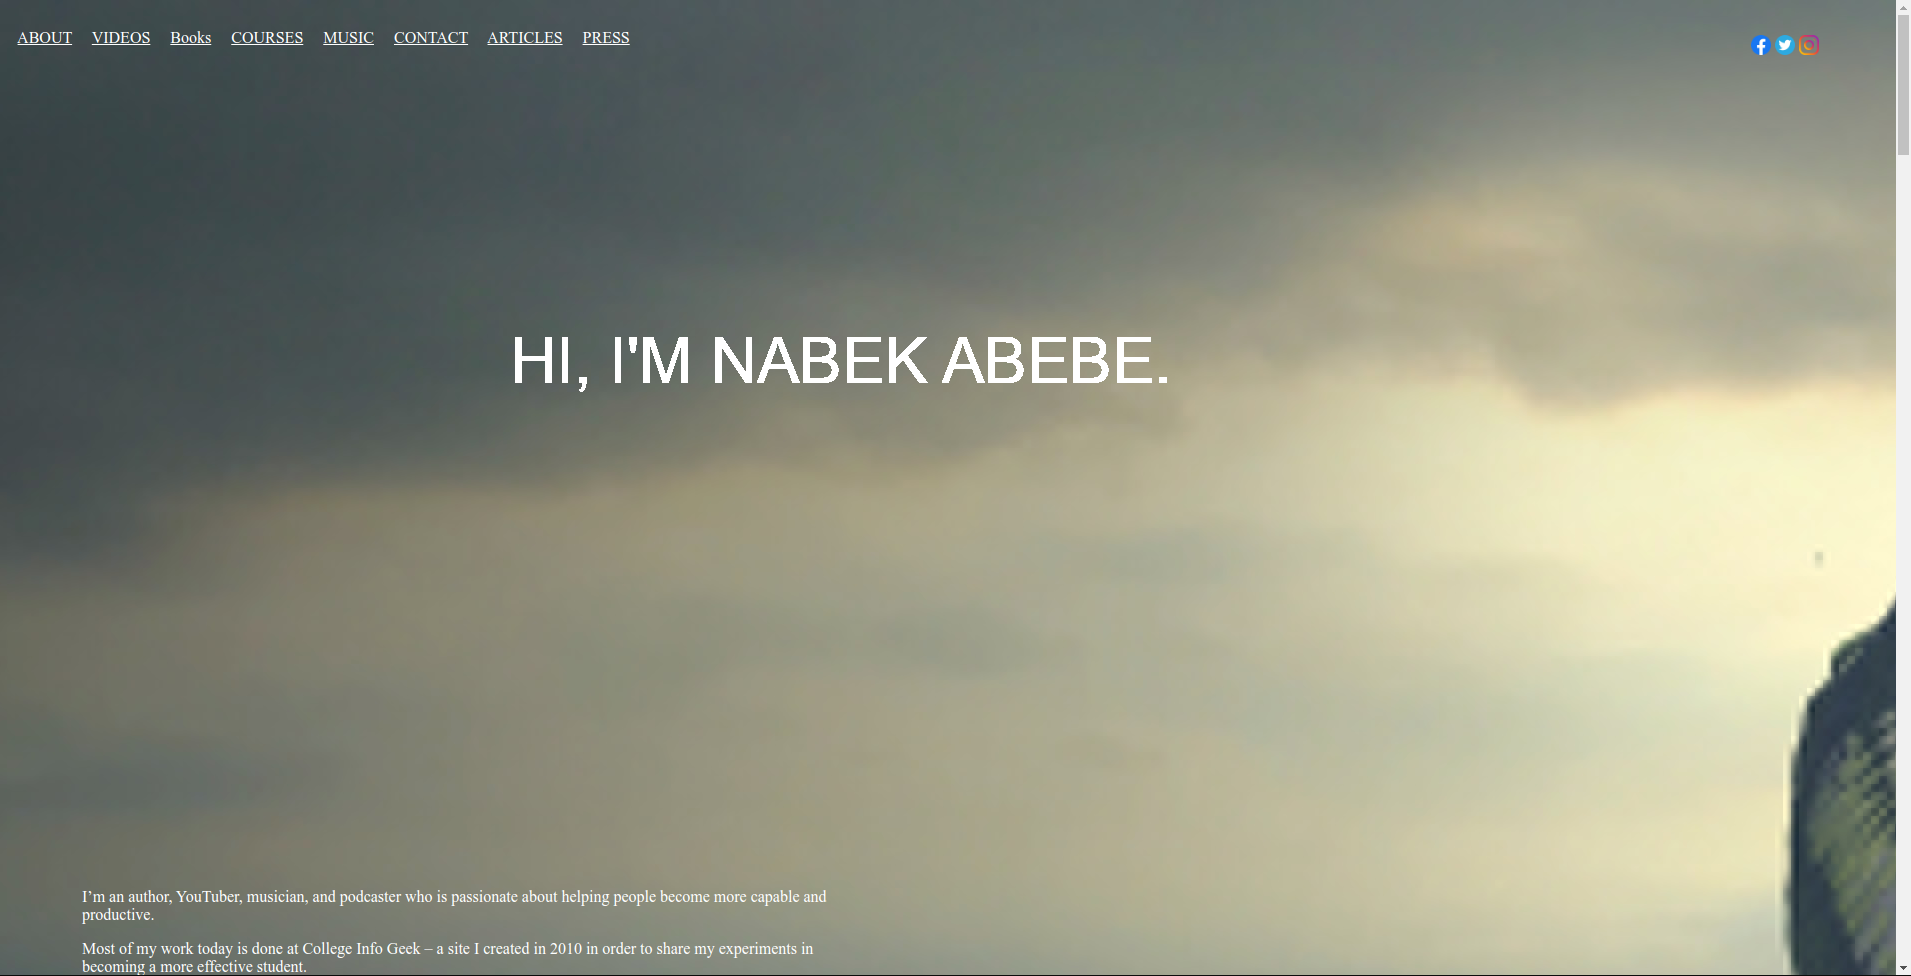 ABOUT VIDEOS Books COURSES MUSIC CONTACT ARTICLES PRESS
HI, I'M NABEK ABEBE.
I’m an author, YouTuber, musician, and podcaster who is passionate about helping people become more capable and
productive.
Most of my work today is done at College Info Geek – a site I created in 2010 in order to share my experiments in
becoming a more effective student.